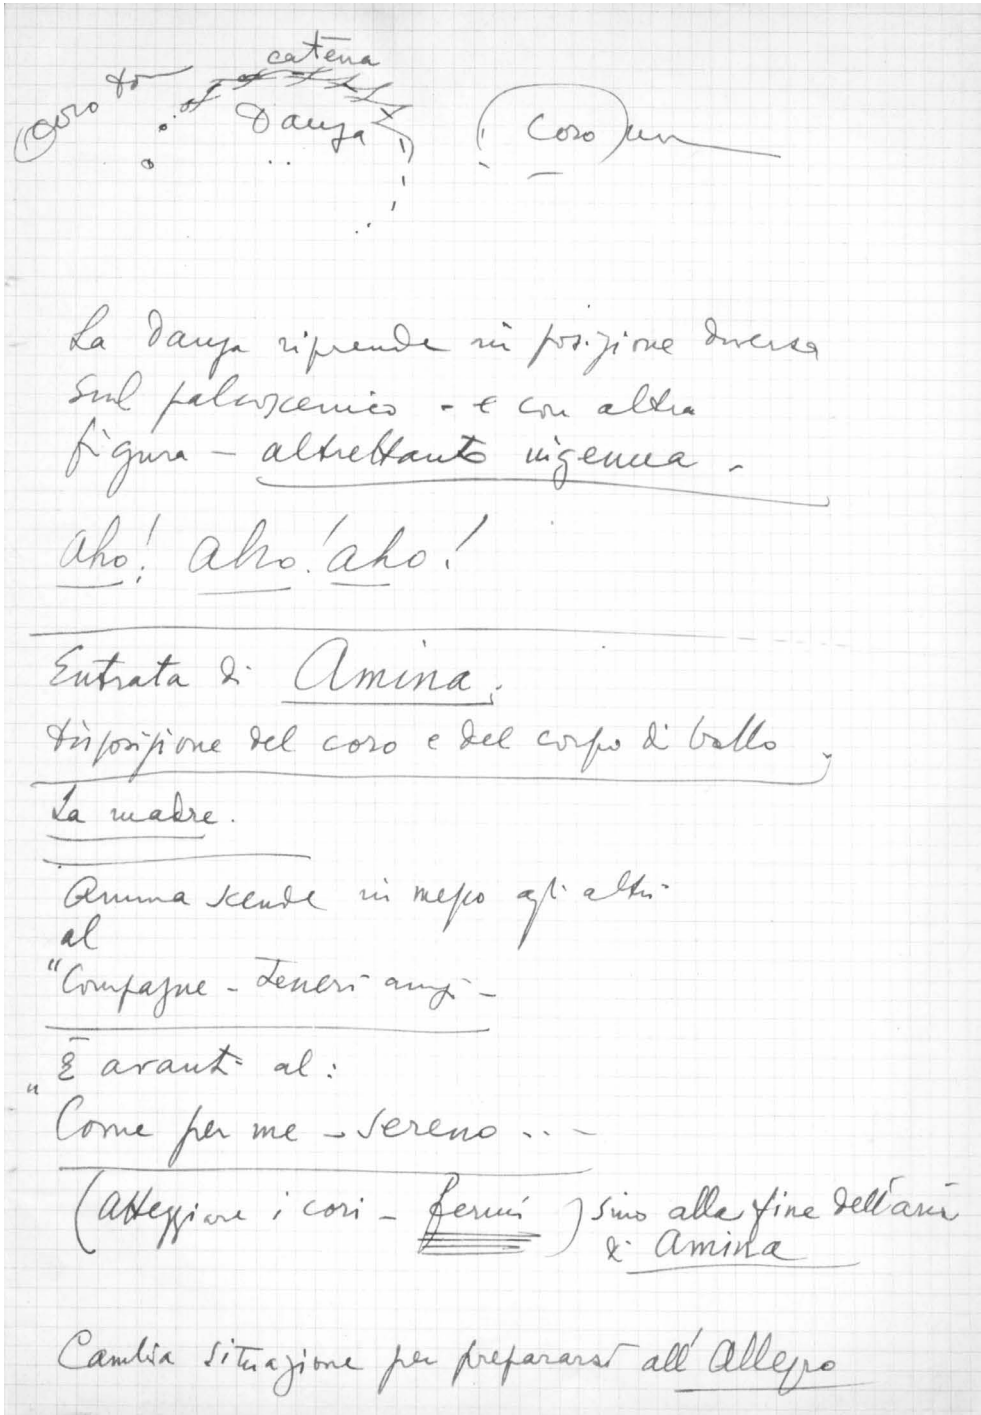 catena
Coro
Danza
Coro
La danza riprende in posizione diversa
sul palcoscenico - e con altra
figura - altrettanto ingenua.
aho! aho! aho!
Entrata di Amina.
disposizione del coro e del corpo di ballo.
La madre.
Amina scende in mezzo agli altri
al
"Compagne - Teneri amici -
E avanti al:
"Come per me - sereno...-
(Atteggiare i cori - fermi) sino alla fine dell'aria
di Amina
Cambia situazione per prepararsi all'Allegro